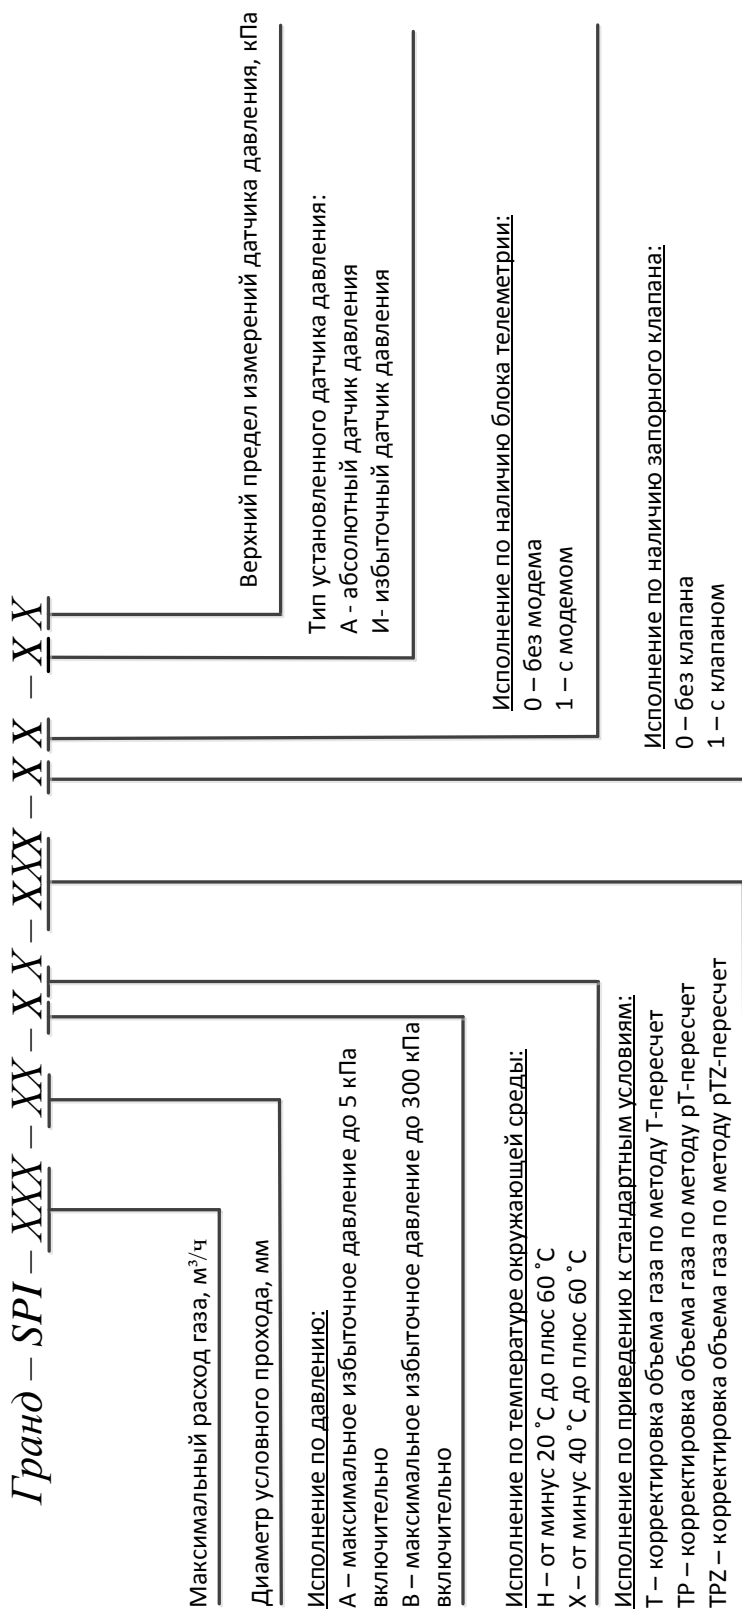 Гранд – SPI – XXX – XX – X X – XXX – X X – X X
Максимальный расход газа, м³/ч
Диаметр условного прохода, мм
Исполнение по давлению:
А – максимальное избыточное давление до 5 кПа
включительно
В – максимальное избыточное давление до 300 кПа
включительно
Исполнение по температуре окружающей среды:
Н – от минус 20 ˚С до плюс 60 ˚С
Х – от минус 40 ˚С до плюс 60 ˚С
Исполнение по приведению к стандартным условиям:
Т – корректировка объема газа по методу Т-пересчет
ТР – корректировка объема газа по методу рТ-пересчет
TPZ – корректировка объема газа по методу pTZ-пересчет
Верхний предел измерений датчика давления, кПа
Тип установленного датчика давления:
А - абсолютный датчик давления
И- избыточный датчик давления
Исполнение по наличию блока телеметрии:
0 – без модема
1 – с модемом
Исполнение по наличию запорного клапана:
0 – без клапана
1 – с клапаном